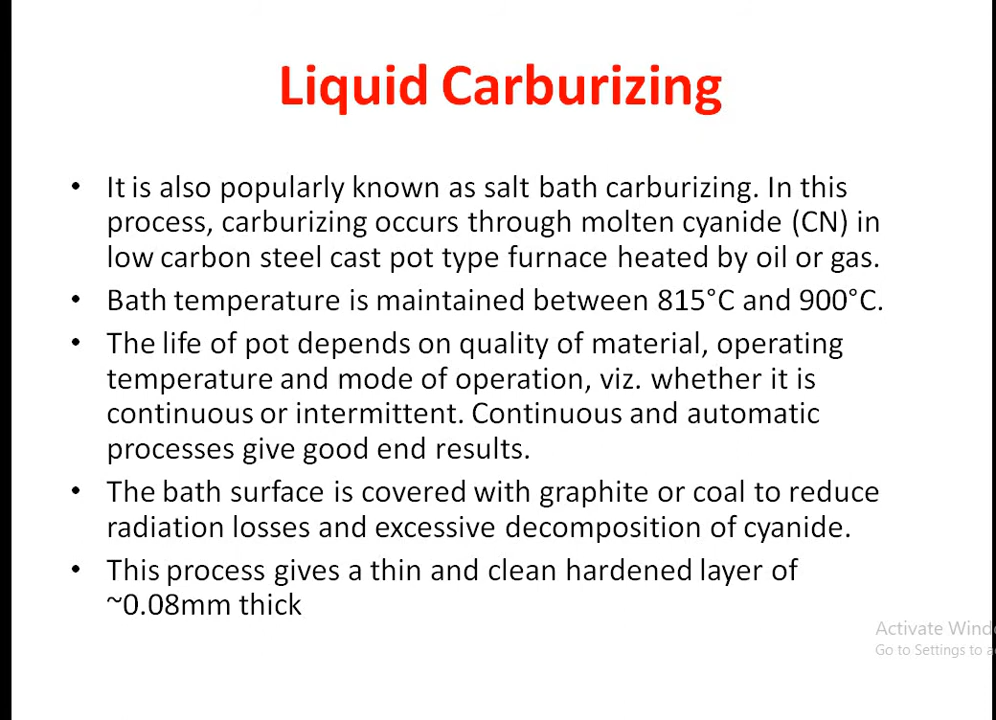 Liquid Carburizing
• It is also popularly known as salt bath carburizing. In this
process, carburizing occurs through molten cyanide (CN) in
low carbon steel cast pot type furnace heated by oil or gas.
• Bath temperature is maintained between 815°C and 900°C.
• The life of pot depends on quality of material, operating
temperature and mode of operation, viz. whether it is
continuous or intermittent. Continuous and automatic
processes give good end results.
• The bath surface is covered with graphite or coal to reduce
radiation losses and excessive decomposition of cyanide.
• This process gives a thin and clean hardened layer of
~0.08mm thick
Activate Wind
Go to Settings to a